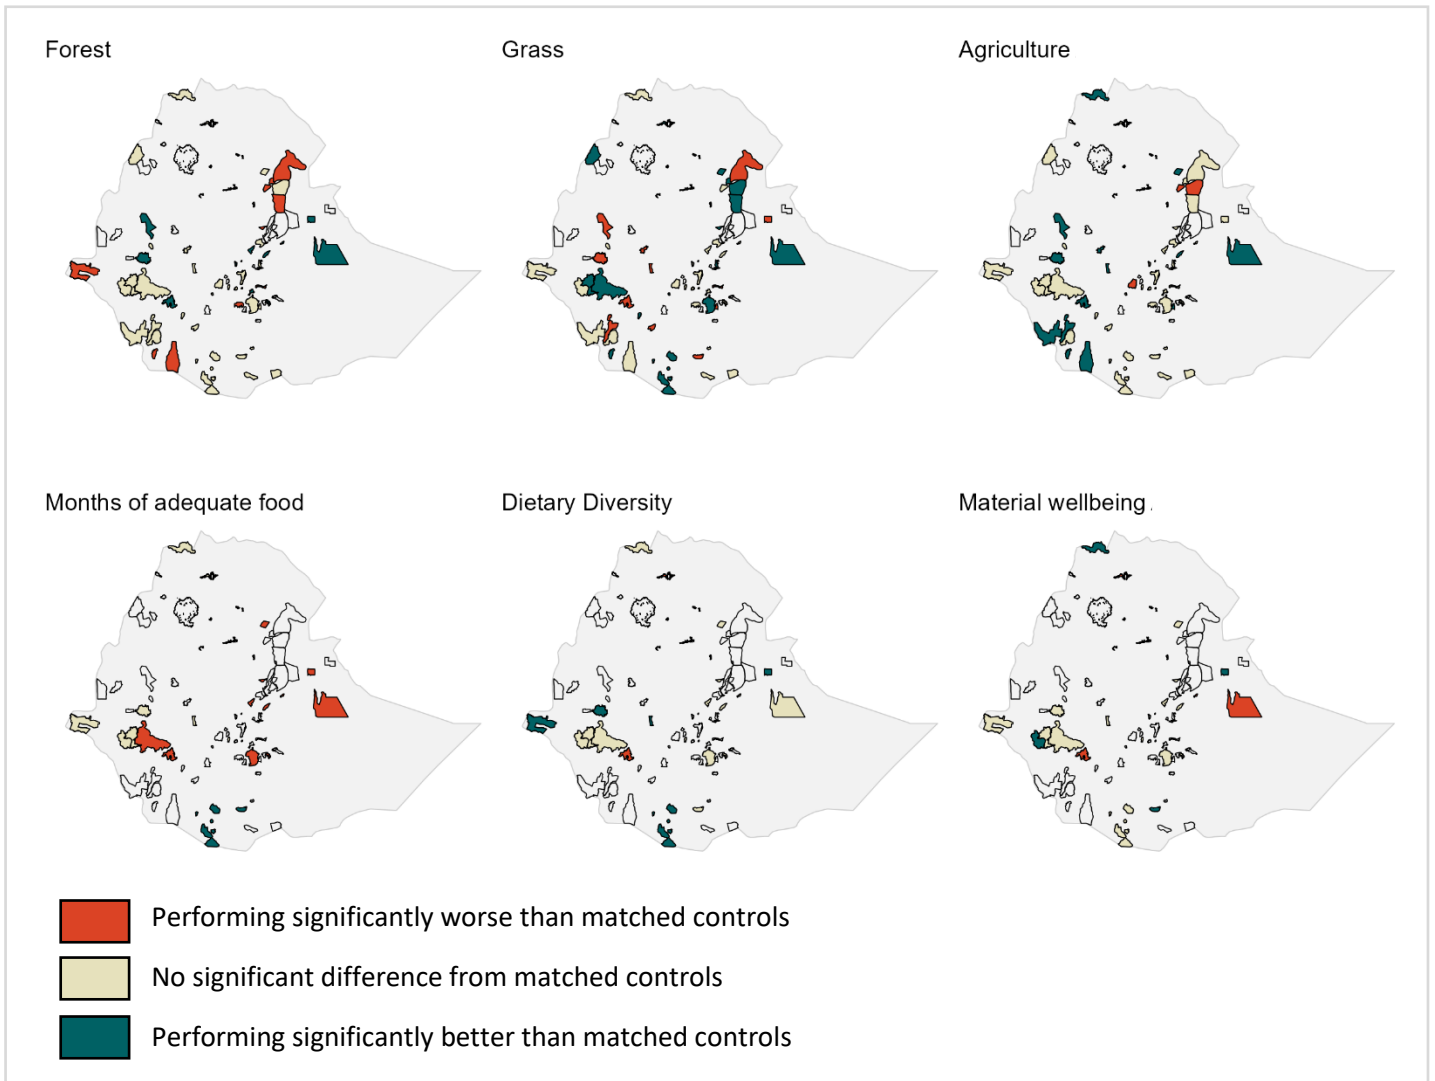 Forest
Grass
Agriculture
Months of adequate food
Dietary Diversity
Material wellbeing
Performing significantly worse than matched controls
No significant difference from matched controls
Performing significantly better than matched controls